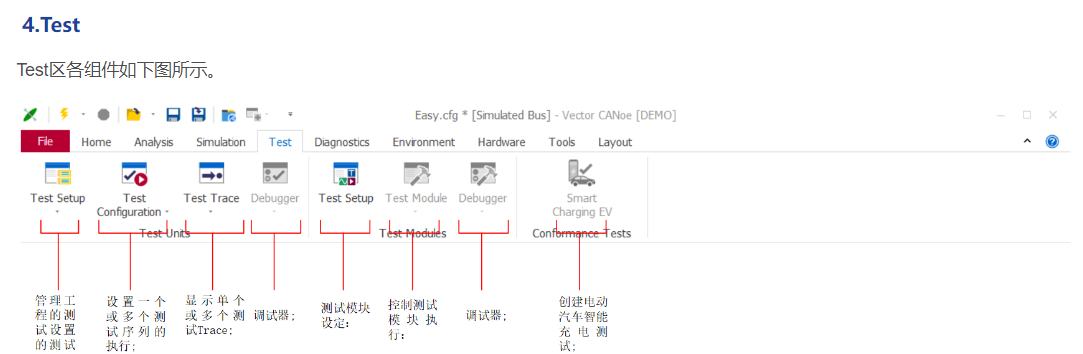 4.Test
Test区各组件如下图所示。
Easy.cfg * [Simulated Bus] - Vector CANoe [DEMO]
File Home Analysis Simulation Test Diagnostics Environment Hardware Tools Layout
Test Setup
Test Configuration
Test Trace
Debugger
Test Setup
Test Module
Debugger
Smart Charging EV
Test Units
Test Modules
Conformance Tests
管理工
程的测
试设置
的测试
设置一个
或多个测
试序列的
执行;
显示单个
或多个测
试Trace;
调试器;
测试模块
设定:
控制测试
模块执
行:
调试器;
创建电动
汽车智能
充电测
试;